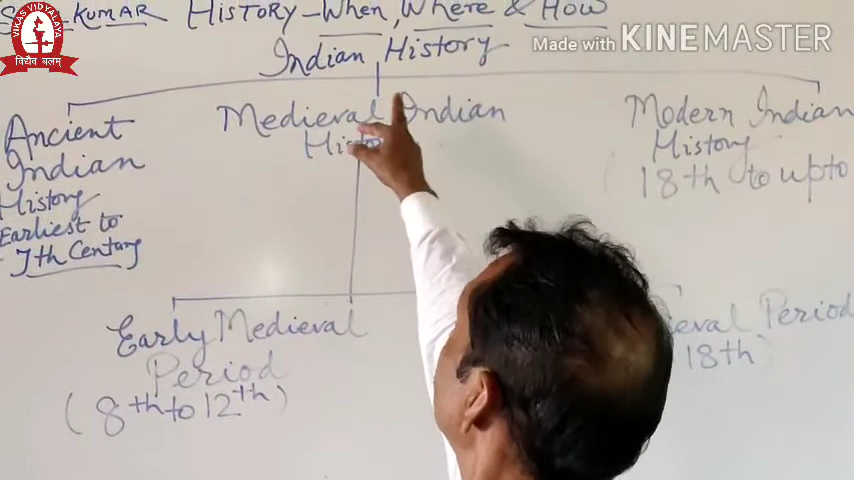 KUMAR HISTORY - When, Where & How
Indian History
Made with KINEMASTER
VIKAS VIDYALAYA
विद्यैव बलम्
Ancient
Indian
History
Earliest to
7th Century
Medieval Indian
Modern Indian
History
18th to upto
Early Medieval
Period
(8th to 12th)
Period
18th